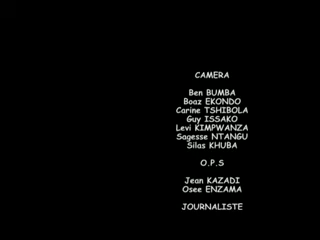 CAMERA
Ben BUMBA
Boaz EKONDO
Carine TSHIBOLA
Guy ISSAKO
Levi KIMPWANZA
Sagesse NTANGU
Silas KHUBA
O.P.S
Jean KAZADI
Osee ENZAMA
JOURNALISTE